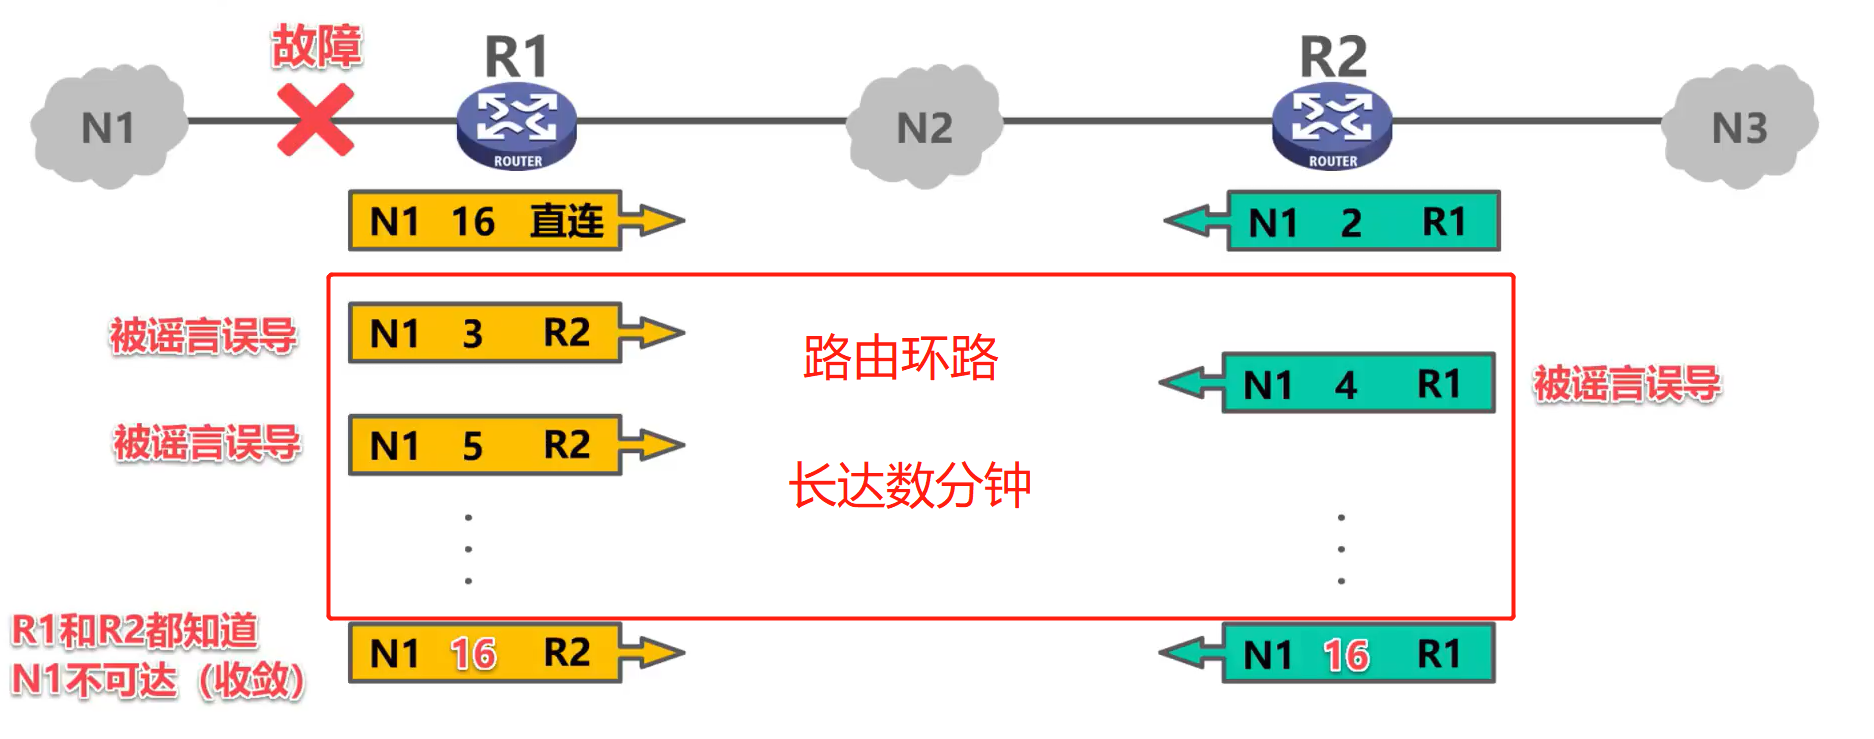 故障
R1
R2
N1
ROUTER
N2
ROUTER
N3
N1 16 直连
N1 2 R1
被谣言误导
N1 3 R2
路由环路
N1 4 R1
被谣言误导
被谣言误导
N1 5 R2
长达数分钟
R1和R2都知道
N1不可达（收敛）
N1 16 R2
N1 16 R1